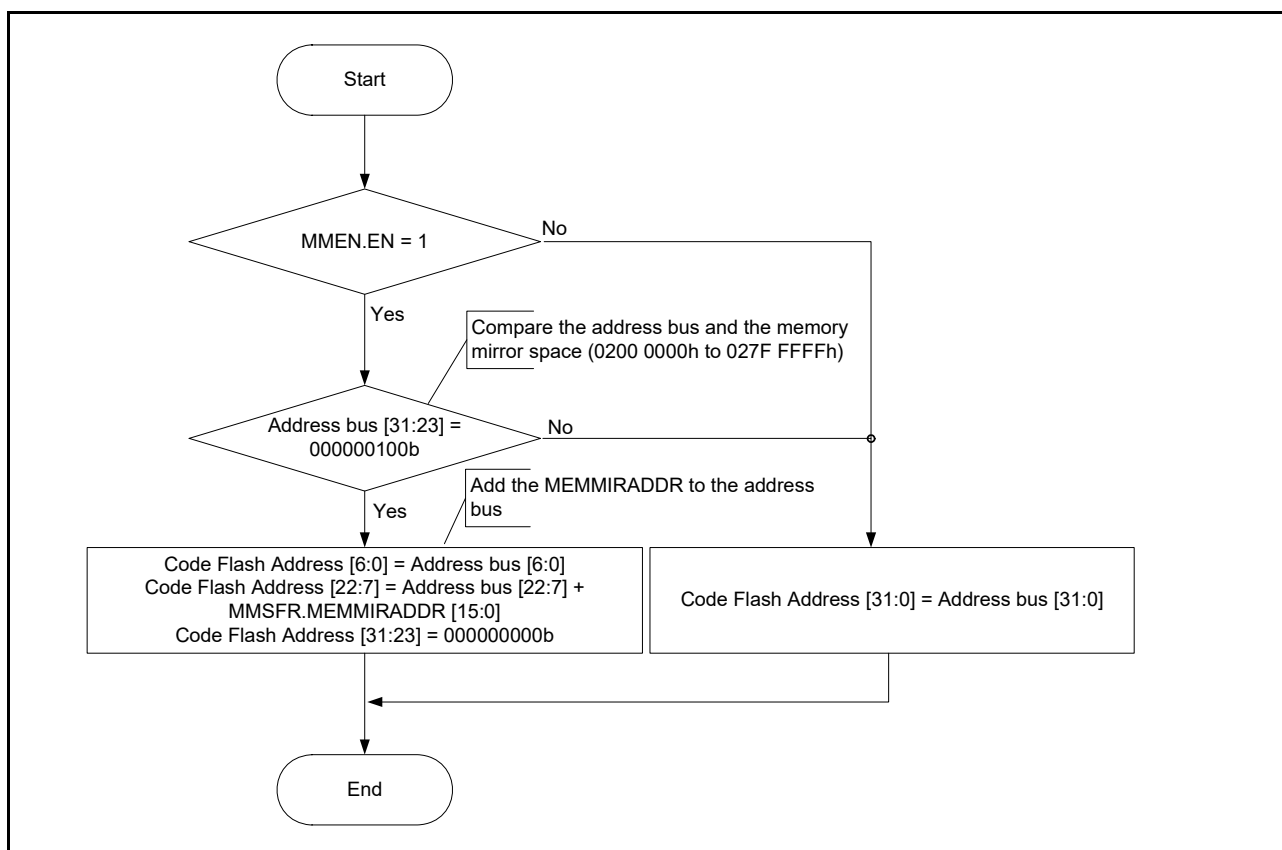 Start
MMEN.EN = 1
No
Yes
Compare the address bus and the memory
mirror space (0200 0000h to 027F FFFFh)
Address bus [31:23] =
000000100b
No
Yes
Add the MEMMIRADDR to the address
bus
Code Flash Address [6:0] = Address bus [6:0]
Code Flash Address [22:7] = Address bus [22:7] +
MMSFR.MEMMIRADDR [15:0]
Code Flash Address [31:23] = 000000000b
Code Flash Address [31:0] = Address bus [31:0]
End